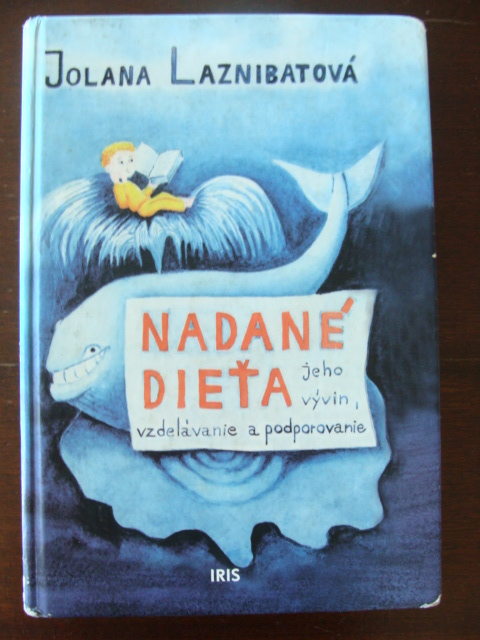 JOLANA LAZNIBATOVÁ
NADANÉ
DIEŤA jeho
vývin,
vzdelávanie a podporovanie
IRIS